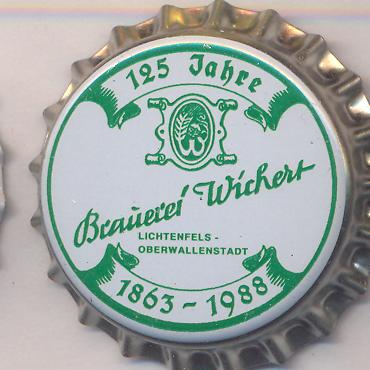 125 Jahre
Brauerei Wichert
LICHTENFELS -
OBERWALLENSTADT
1863 - 1988